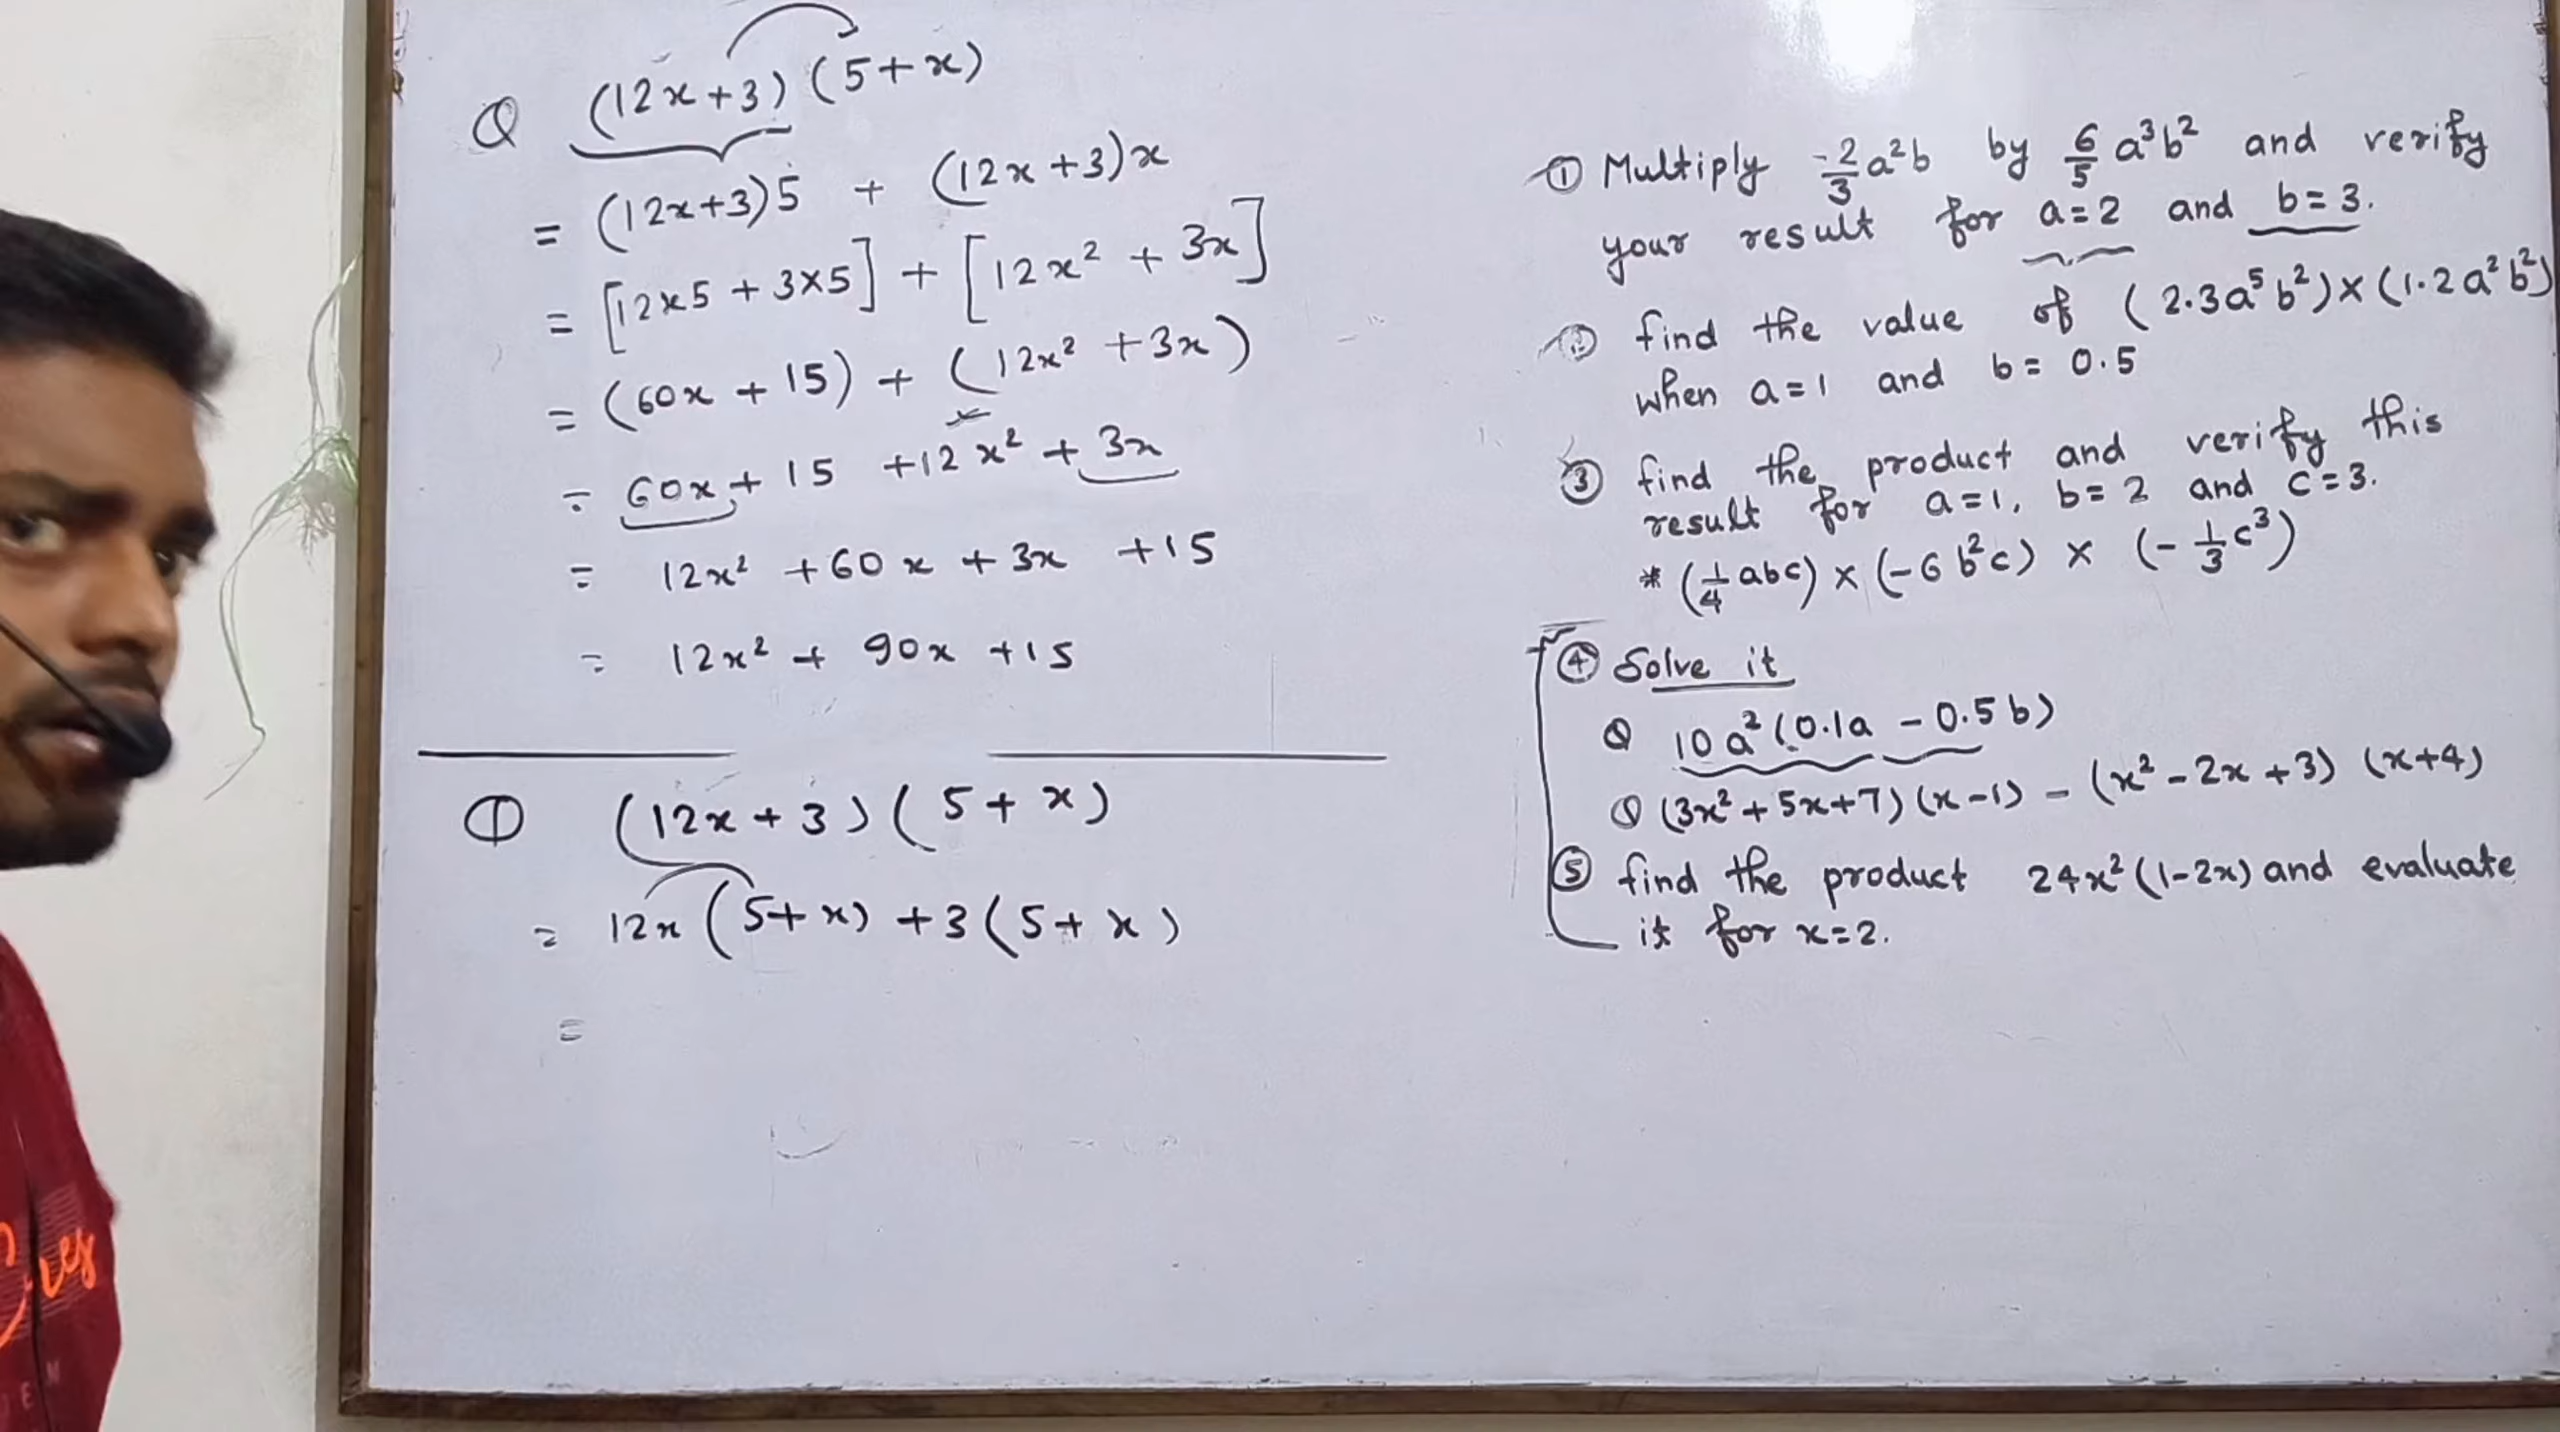 Q (12x+3)(5+x)
= (12x+3)5 + (12x+3)x
= [12x5 + 3×5] + [12x² + 3x]
= (60x + 15) + (12x² + 3x)
= 60x + 15 + 12x² + 3x
= 12x² + 60x + 3x + 15
= 12x² + 90x + 15
(12x + 3)(5 + x)
= 12x(5+x) + 3(5+x)
=
① Multiply -2/3 a²b by 6/5 a³b² and verify
your result for a=2 and b=3.
② find the value of (2.3a⁵b²)×(1.2a²b²)
when a=1 and b=0.5
③ find the product and verify this
result for a=1, b=2 and c=3.
* (1/4 abc) × (-6b²c) × (-1/3 c³)
④ Solve it
Q 10a²(0.1a - 0.5b)
Q (3x²+5x+7)(x-1) - (x²-2x+3)(x+4)
⑤ find the product 24x²(1-2x) and evaluate
it for x=2.